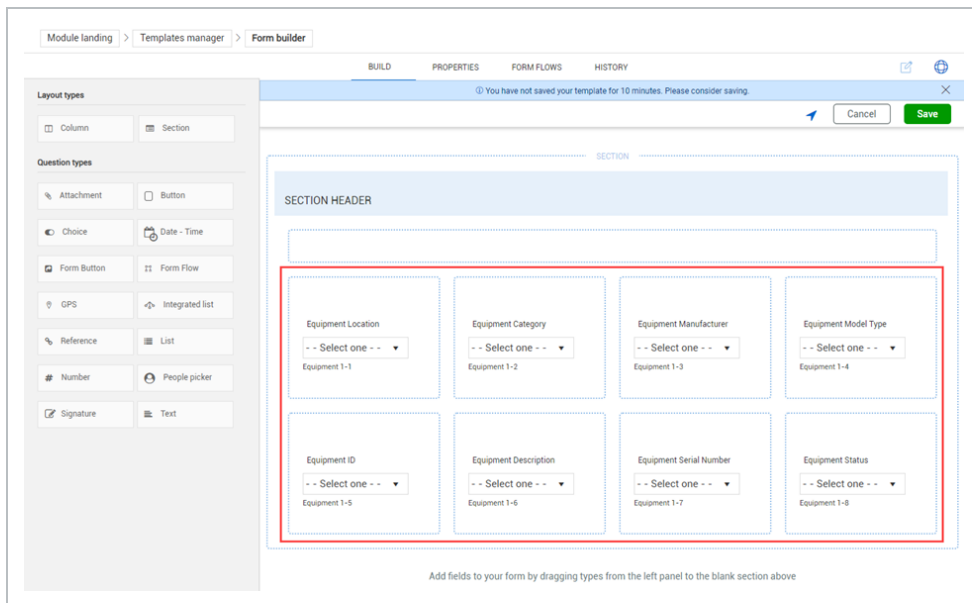 Module landing > Templates manager > Form builder
BUILD PROPERTIES FORM FLOWS HISTORY
You have not saved your template for 10 minutes. Please consider saving.
Cancel Save
Layout types
Column Section
Question types
Attachment Button
Choice Date - Time
Form Button Form Flow
GPS Integrated list
Reference List
# Number People picker
Signature Text
SECTION
SECTION HEADER
Equipment Location Equipment Category Equipment Manufacturer Equipment Model Type
- - Select one - - - - Select one - - - - Select one - - - - Select one - -
Equipment 1-1 Equipment 1-2 Equipment 1-3 Equipment 1-4
Equipment ID Equipment Description Equipment Serial Number Equipment Status
- - Select one - - - - Select one - - - - Select one - - - - Select one - -
Equipment 1-5 Equipment 1-6 Equipment 1-7 Equipment 1-8
Add fields to your form by dragging types from the left panel to the blank section above